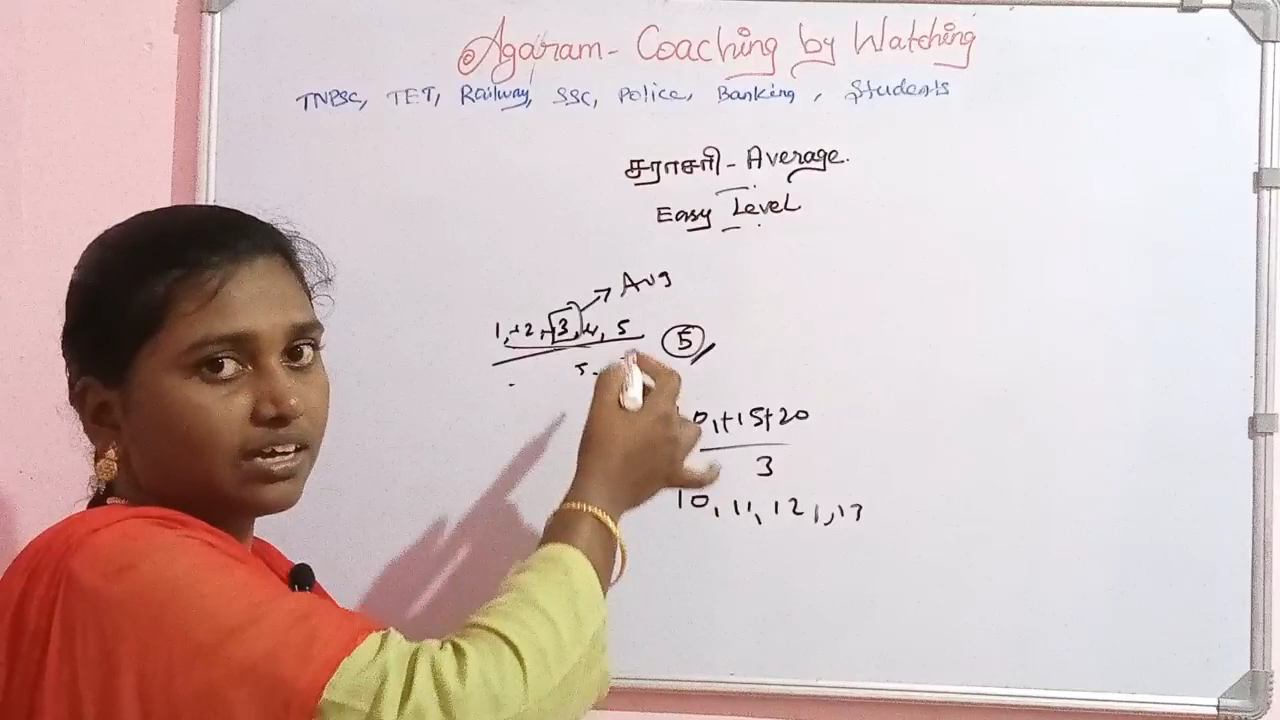 Agaram - Coaching by Watching
TNPSC, TET, Railway, SSC, Police, Banking, Students
சராசரி - Average.
Easy Level
Avg
1, +2, +3, 4, 5
5
5
0, +15+20
3
10, 11, 12, 13